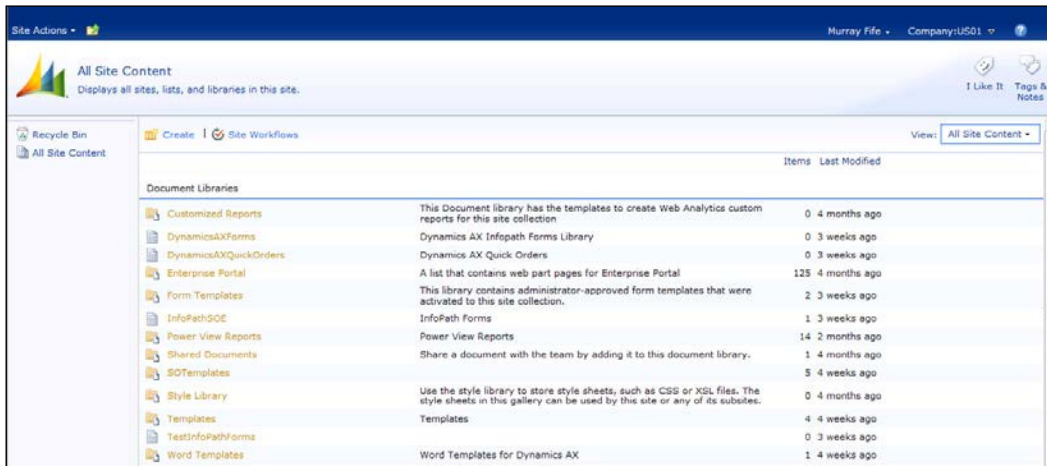 Site Actions Murray Fife Company:US01
All Site Content
Displays all sites, lists, and libraries in this site.
I Like It Tags &
Notes
Recycle Bin
All Site Content
Create Site Workflows View: All Site Content
Items Last Modified
Document Libraries
Customized Reports This Document library has the templates to create Web Analytics custom
reports for this site collection 0 4 months ago
DynamicsAXForms Dynamics AX Infopath Forms Library 0 3 weeks ago
DynamicsAXQuickOrders Dynamics AX Quick Orders 0 3 weeks ago
Enterprise Portal A list that contains web part pages for Enterprise Portal 125 4 months ago
Form Templates This library contains administrator-approved form templates that were
activated to this site collection. 2 3 weeks ago
InfoPathSOE InfoPath Forms 1 3 weeks ago
Power View Reports Power View Reports 14 2 months ago
Shared Documents Share a document with the team by adding it to this document library. 1 4 months ago
SOTemplates 5 4 weeks ago
Style Library Use the style library to store style sheets, such as CSS or XSL files. The
style sheets in this gallery can be used by this site or any of its subsites. 0 4 months ago
Templates Templates 4 4 weeks ago
TestInfoPathForms 0 3 weeks ago
Word Templates Word Templates for Dynamics AX 1 4 weeks ago